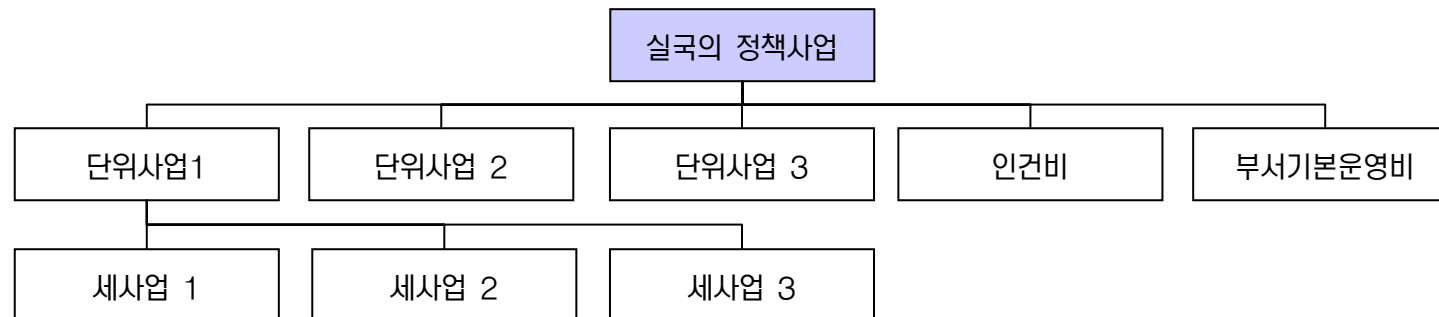 실국의 정책사업
단위사업1
단위사업 2
단위사업 3
인건비
부서기본운영비
세사업 1
세사업 2
세사업 3